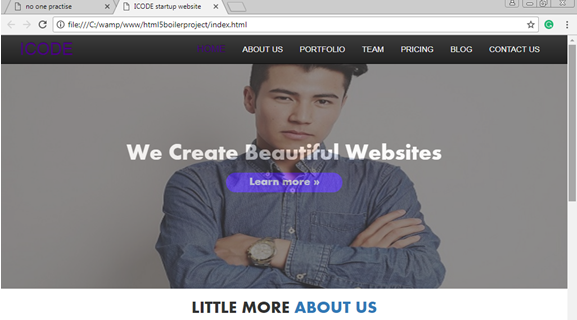 no one practise
ICODE startup website
file:///C:/wamp/www/html5boilerproject/index.html
ICODE
HOME ABOUT US PORTFOLIO TEAM PRICING BLOG CONTACT US
We Create Beautiful Websites
Learn more »
LITTLE MORE ABOUT US